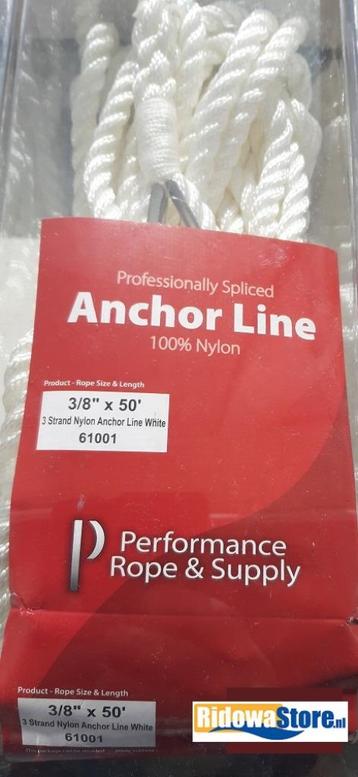 Professionally Spliced
Anchor Line
100% Nylon
Product - Rope Size & Length
3/8" x 50'
3 Strand Nylon Anchor Line White
61001
Performance
Rope & Supply
Product - Rope Size & Length
3/8" x 50'
3 Strand Nylon Anchor Line White
61001
RidowaStore.nl